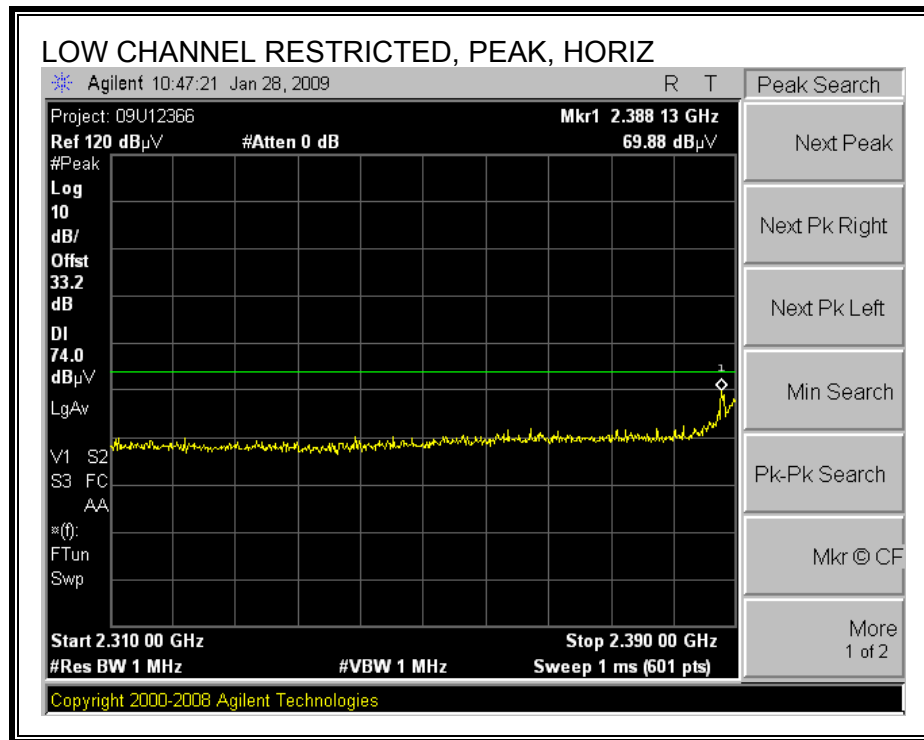 LOW CHANNEL RESTRICTED, PEAK, HORIZ
Agilent 10:47:21 Jan 28, 2009 R T
Peak Search
Project: 09U12366 Mkr1 2.388 13 GHz
Ref 120 dBµV #Atten 0 dB 69.88 dBµV
#Peak
Log
10
dB/
Offst
33.2
dB
DI
74.0
dBµV
LgAv
V1 S2
S3 FC
AA
¤(f):
FTun
Swp
1
Start 2.310 00 GHz Stop 2.390 00 GHz
#Res BW 1 MHz #VBW 1 MHz Sweep 1 ms (601 pts)
Next Peak
Next Pk Right
Next Pk Left
Min Search
Pk-Pk Search
Mkr © CF
More
1 of 2
Copyright 2000-2008 Agilent Technologies